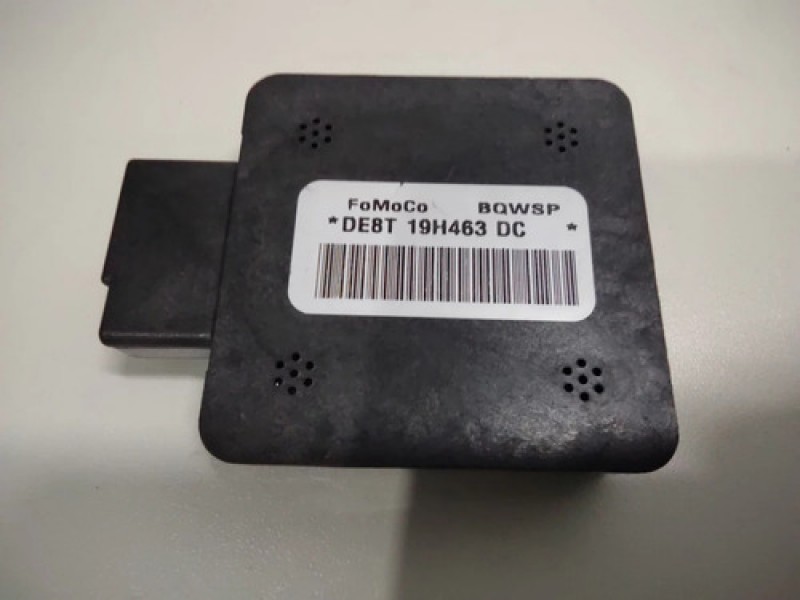 FoMoCo BQWSP
*DE8T 19H463 DC *